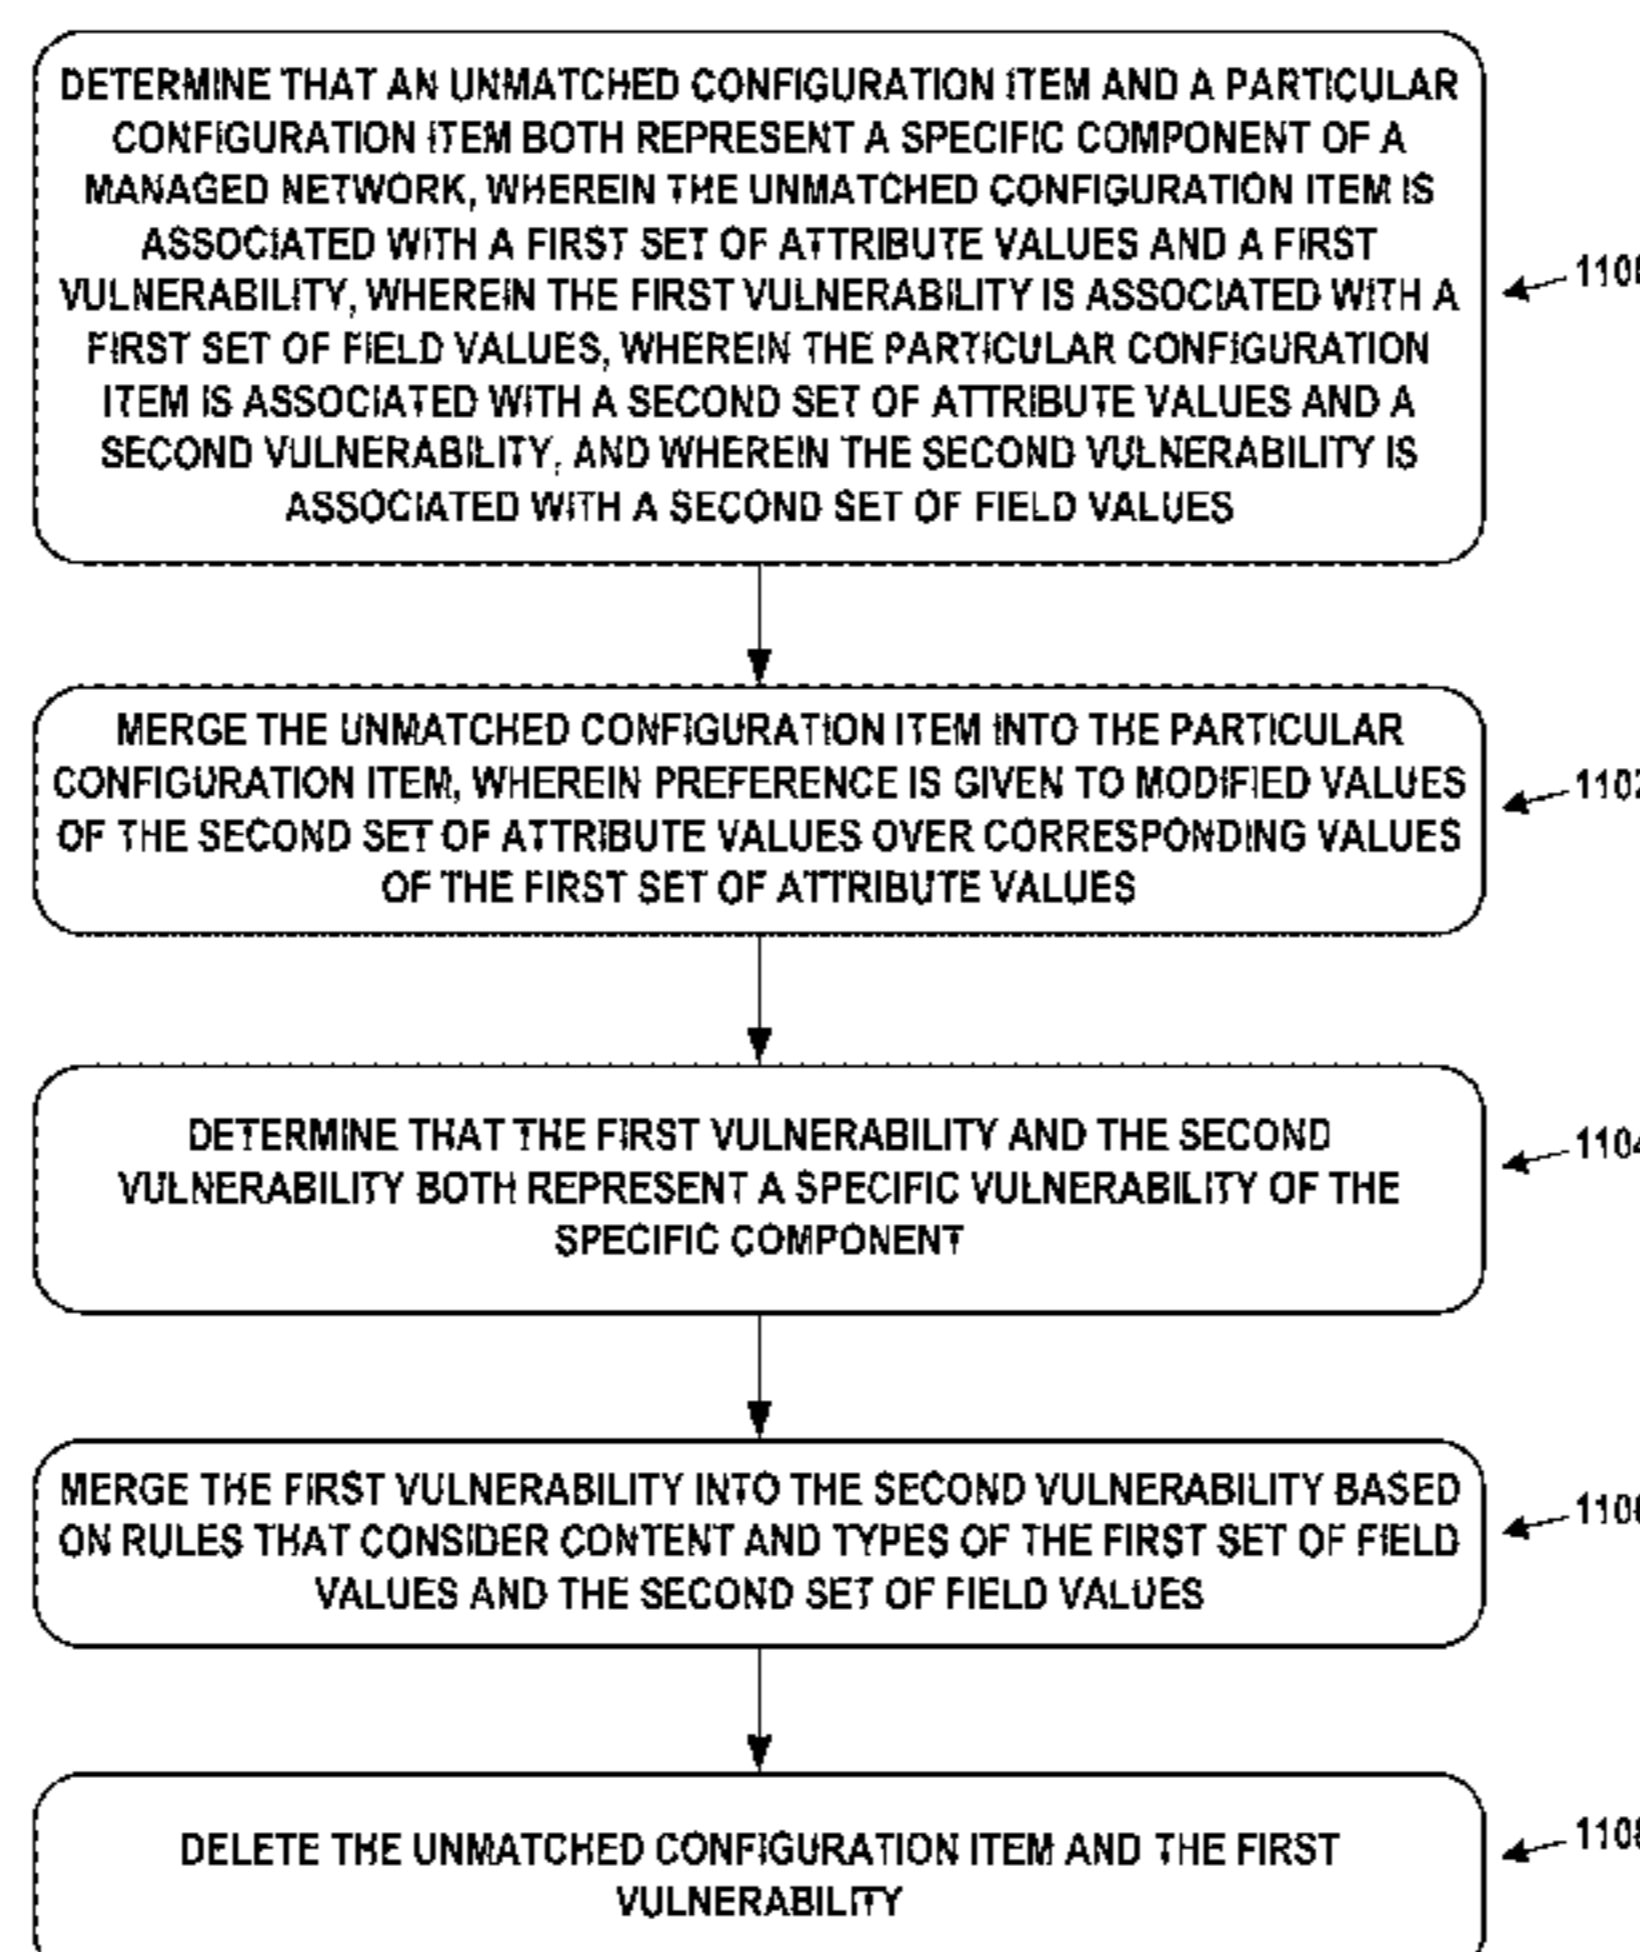 DETERMINE THAT AN UNMATCHED CONFIGURATION ITEM AND A PARTICULAR
CONFIGURATION ITEM BOTH REPRESENT A SPECIFIC COMPONENT OF A
MANAGED NETWORK, WHEREIN THE UNMATCHED CONFIGURATION ITEM IS
ASSOCIATED WITH A FIRST SET OF ATTRIBUTE VALUES AND A FIRST
VULNERABILITY, WHEREIN THE FIRST VULNERABILITY IS ASSOCIATED WITH A
FIRST SET OF FIELD VALUES, WHEREIN THE PARTICULAR CONFIGURATION
ITEM IS ASSOCIATED WITH A SECOND SET OF ATTRIBUTE VALUES AND A
SECOND VULNERABILITY, AND WHEREIN THE SECOND VULNERABILITY IS
ASSOCIATED WITH A SECOND SET OF FIELD VALUES
MERGE THE UNMATCHED CONFIGURATION ITEM INTO THE PARTICULAR
CONFIGURATION ITEM, WHEREIN PREFERENCE IS GIVEN TO MODIFIED VALUES
OF THE SECOND SET OF ATTRIBUTE VALUES OVER CORRESPONDING VALUES
OF THE FIRST SET OF ATTRIBUTE VALUES
DETERMINE THAT THE FIRST VULNERABILITY AND THE SECOND
VULNERABILITY BOTH REPRESENT A SPECIFIC VULNERABILITY OF THE
SPECIFIC COMPONENT
1104
MERGE THE FIRST VULNERABILITY INTO THE SECOND VULNERABILITY BASED
ON RULES THAT CONSIDER CONTENT AND TYPES OF THE FIRST SET OF FIELD
VALUES AND THE SECOND SET OF FIELD VALUES
DELETE THE UNMATCHED CONFIGURATION ITEM AND THE FIRST
VULNERABILITY